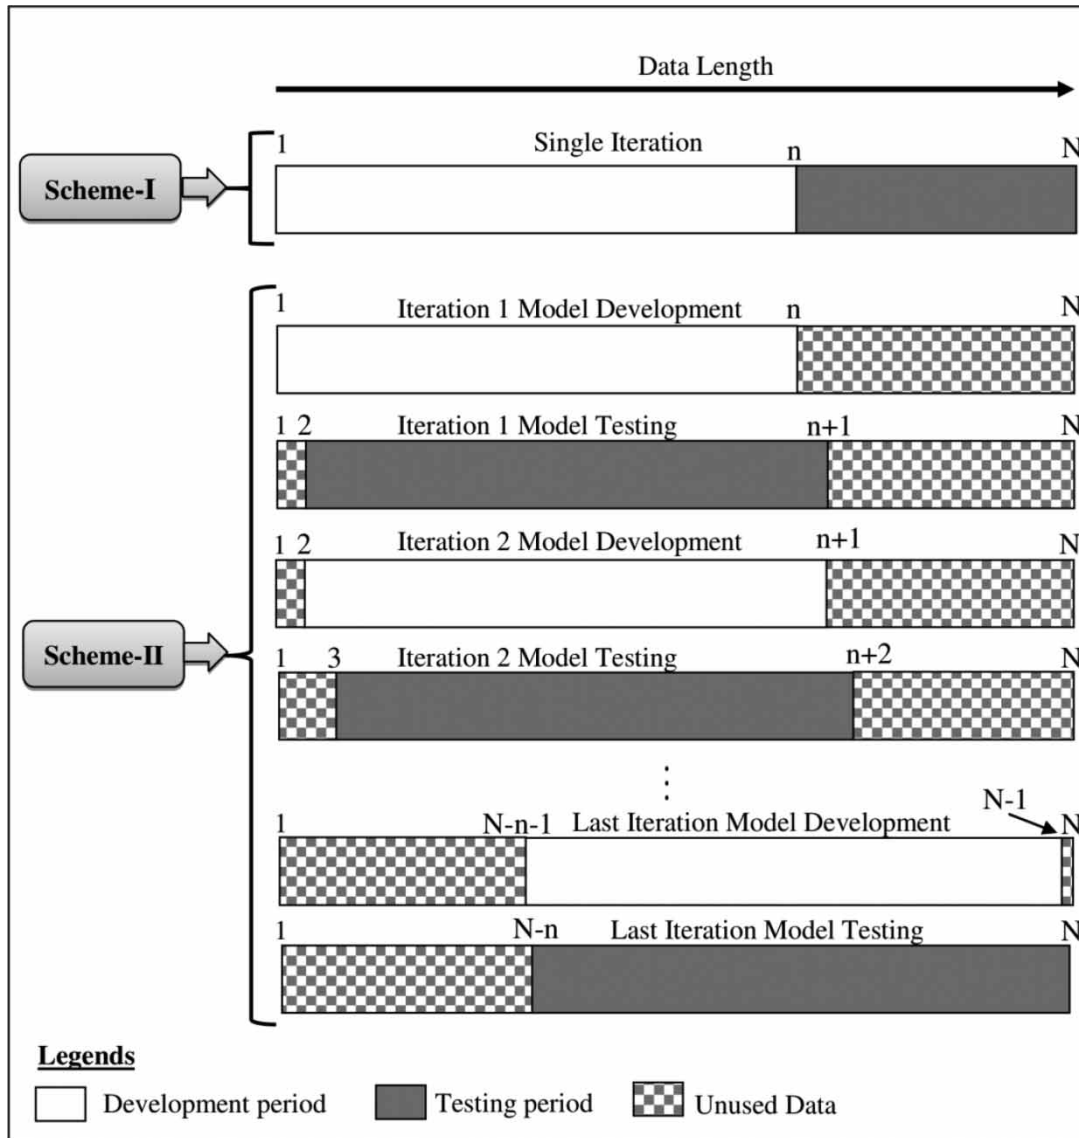 Data Length
1 Single Iteration n N
Scheme-I
1 Iteration 1 Model Development n N
1 2 Iteration 1 Model Testing n+1 N
1 2 Iteration 2 Model Development n+1 N
Scheme-II
1 3 Iteration 2 Model Testing n+2 N
N-1
1 N-n-1 Last Iteration Model Development N
1 N-n Last Iteration Model Testing N
Legends
Development period Testing period Unused Data